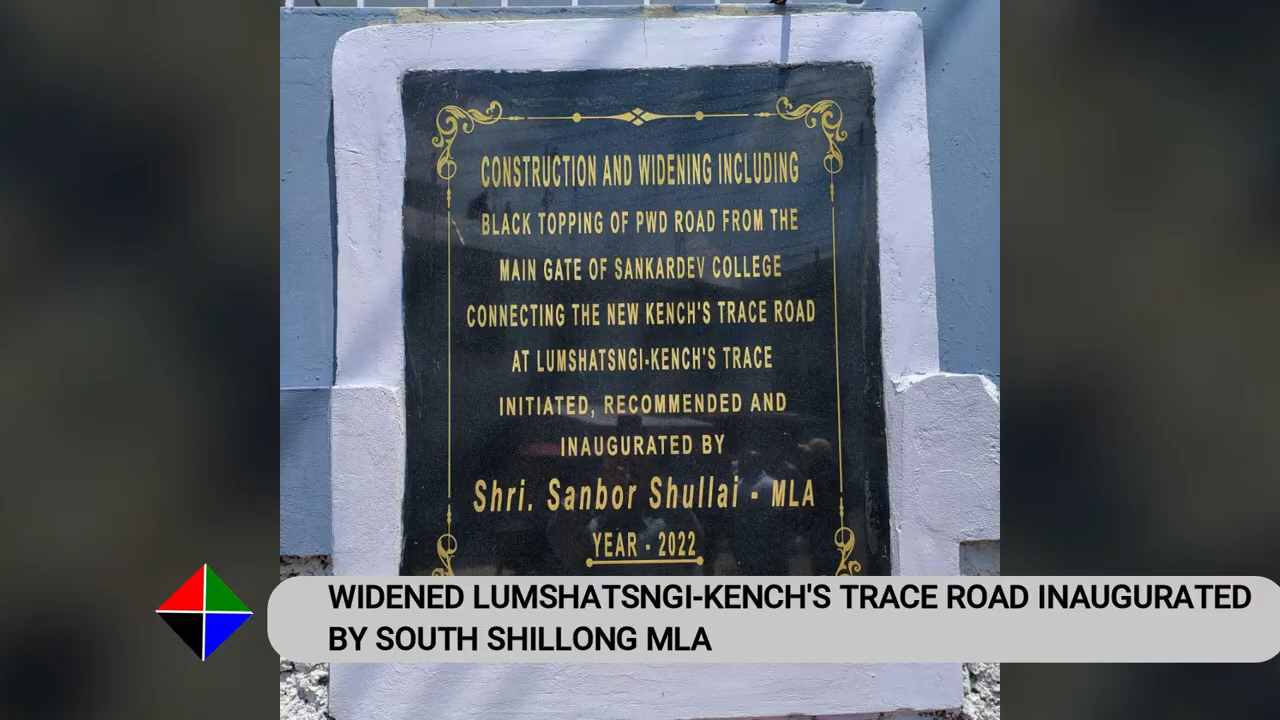 CONSTRUCTION AND WIDENING INCLUDING
BLACK TOPPING OF PWD ROAD FROM THE
MAIN GATE OF SANKARDEV COLLEGE
CONNECTING THE NEW KENCH'S TRACE ROAD
AT LUMSHATSNGI-KENCH'S TRACE
INITIATED, RECOMMENDED AND
INAUGURATED BY
Shri. Sanbor Shullai - MLA
YEAR - 2022
WIDENED LUMSHATSNGI-KENCH'S TRACE ROAD INAUGURATED
BY SOUTH SHILLONG MLA